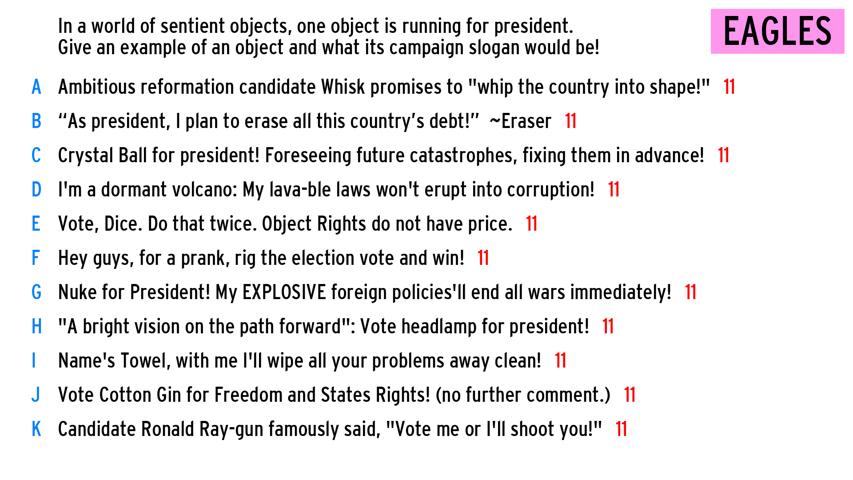 In a world of sentient objects, one object is running for president.
Give an example of an object and what its campaign slogan would be!
EAGLES
A Ambitious reformation candidate Whisk promises to "whip the country into shape!" 11
B “As president, I plan to erase all this country’s debt!” ~Eraser 11
C Crystal Ball for president! Foreseeing future catastrophes, fixing them in advance! 11
D I'm a dormant volcano: My lava-ble laws won't erupt into corruption! 11
E Vote, Dice. Do that twice. Object Rights do not have price. 11
F Hey guys, for a prank, rig the election vote and win! 11
G Nuke for President! My EXPLOSIVE foreign policies'll end all wars immediately! 11
H "A bright vision on the path forward": Vote headlamp for president! 11
I Name's Towel, with me I'll wipe all your problems away clean! 11
J Vote Cotton Gin for Freedom and States Rights! (no further comment.) 11
K Candidate Ronald Ray-gun famously said, "Vote me or I'll shoot you!" 11